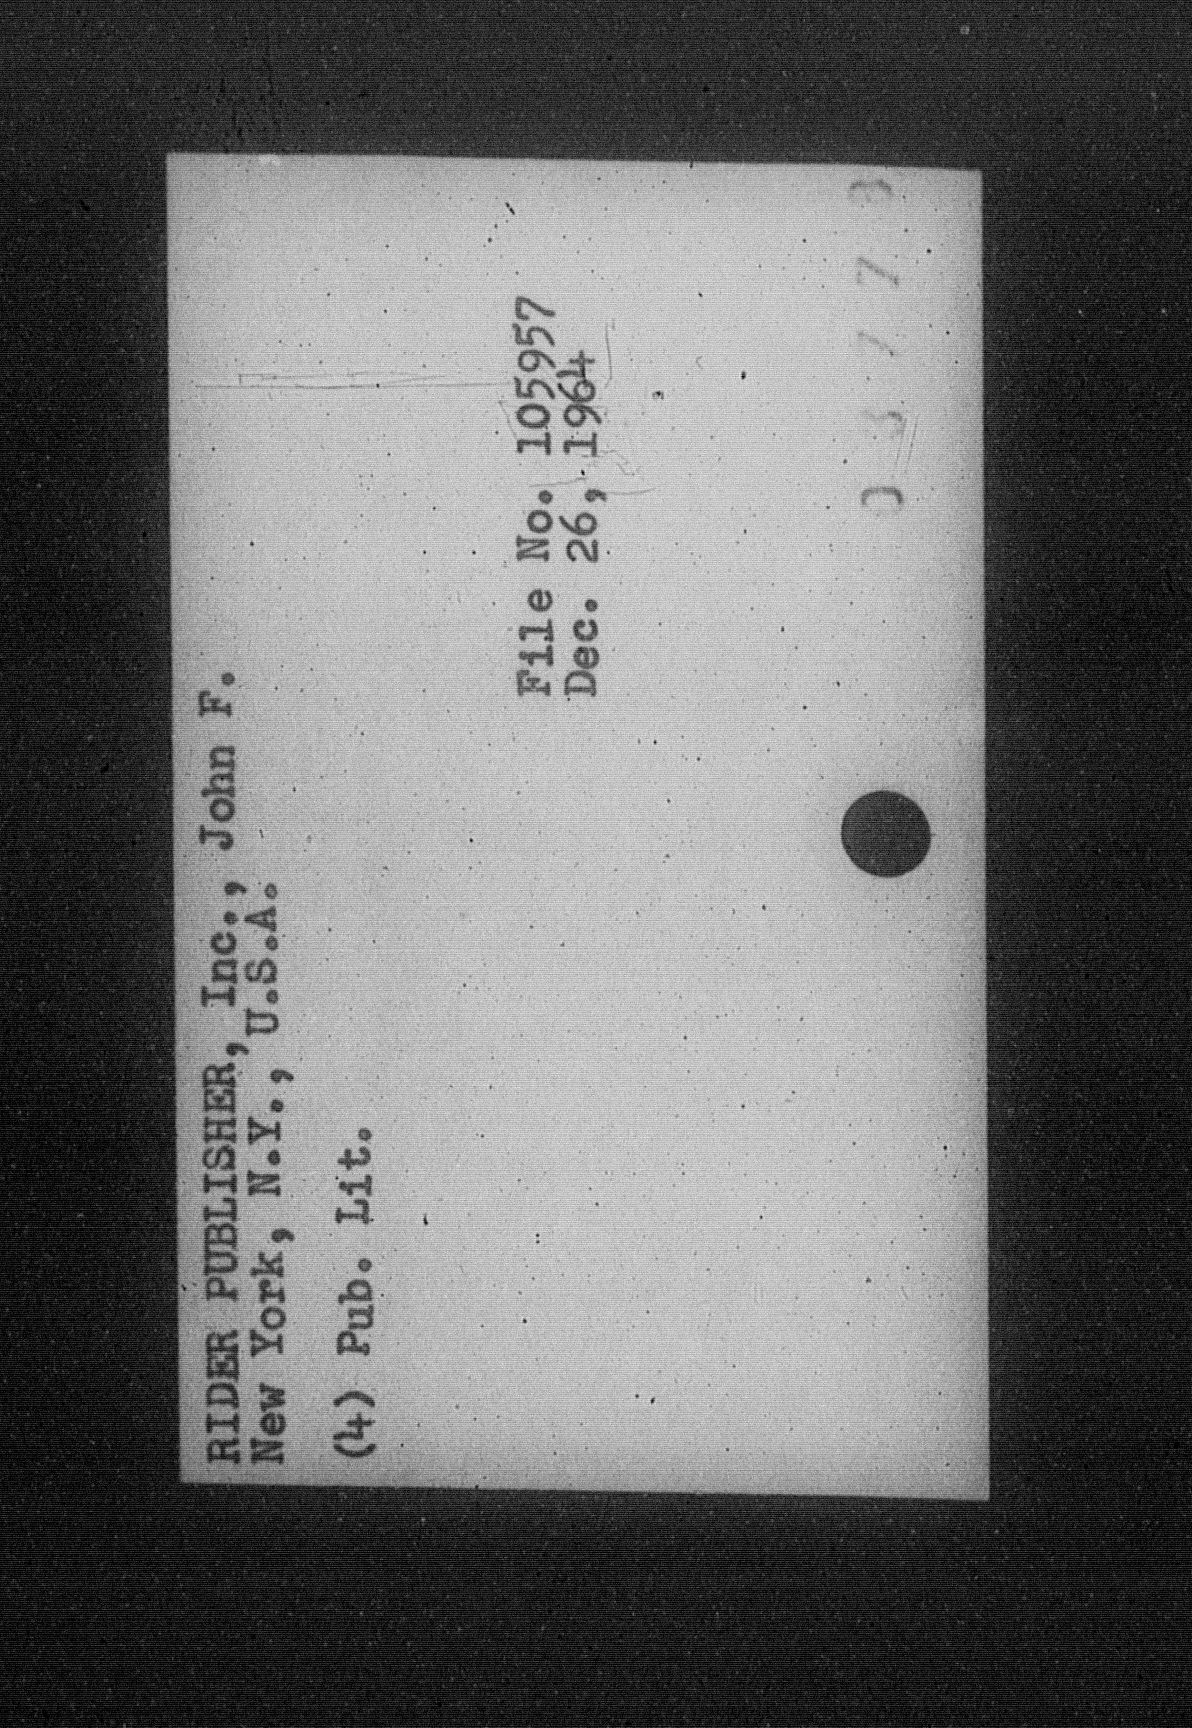 RIDER PUBLISHER, Inc., John F.
New York, N.Y., U.S.A.
(4) Pub. Lit.
File No. 105957
Dec. 26, 1964